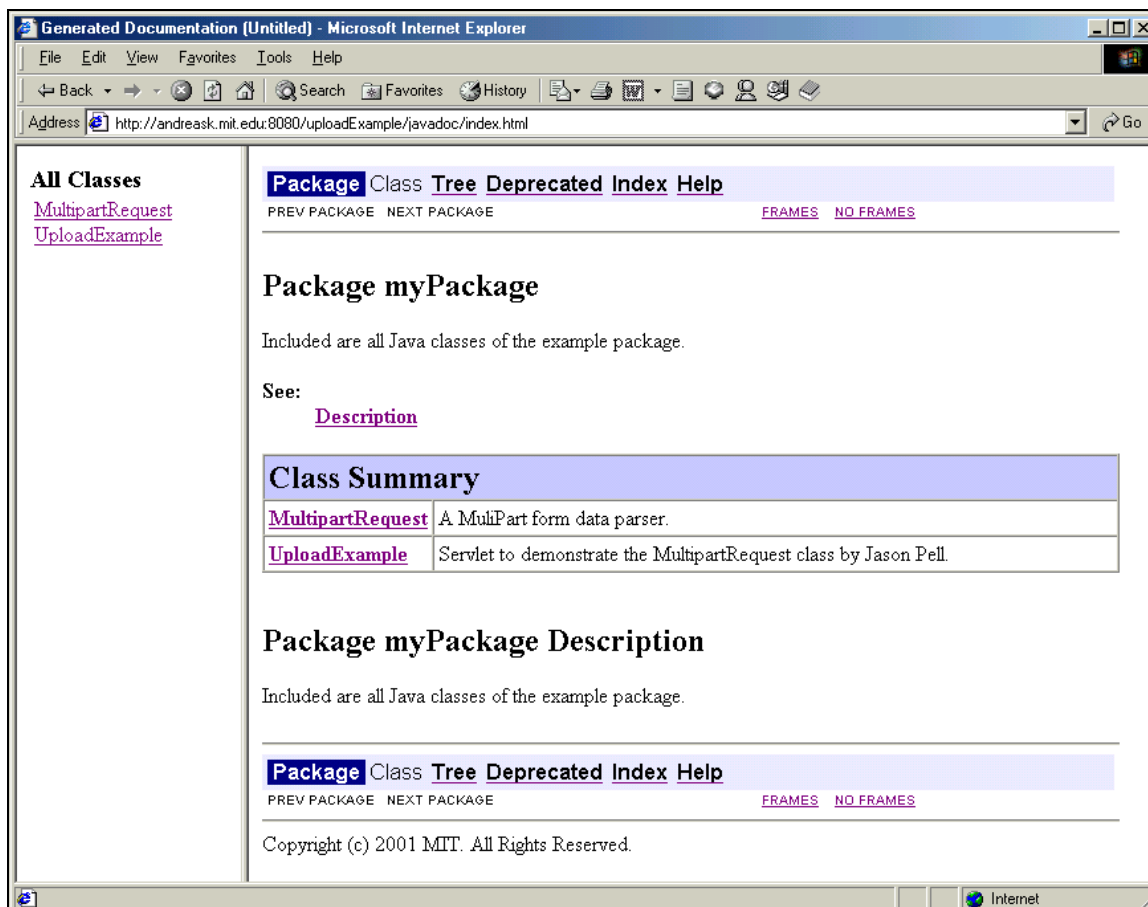 Generated Documentation (Untitled) - Microsoft Internet Explorer
File Edit View Favorites Tools Help
Back Search Favorites History
Address http://andreask.mit.edu:8080/uploadExample/javadoc/index.html Go
All Classes
MultipartRequest
UploadExample
Package Class Tree Deprecated Index Help
PREV PACKAGE NEXT PACKAGE FRAMES NO FRAMES
Package myPackage
Included are all Java classes of the example package.
See:
Description
Class Summary
MultipartRequest A MuliPart form data parser.
UploadExample Servlet to demonstrate the MultipartRequest class by Jason Pell.
Package myPackage Description
Included are all Java classes of the example package.
Package Class Tree Deprecated Index Help
PREV PACKAGE NEXT PACKAGE FRAMES NO FRAMES
Copyright (c) 2001 MIT. All Rights Reserved.
Internet